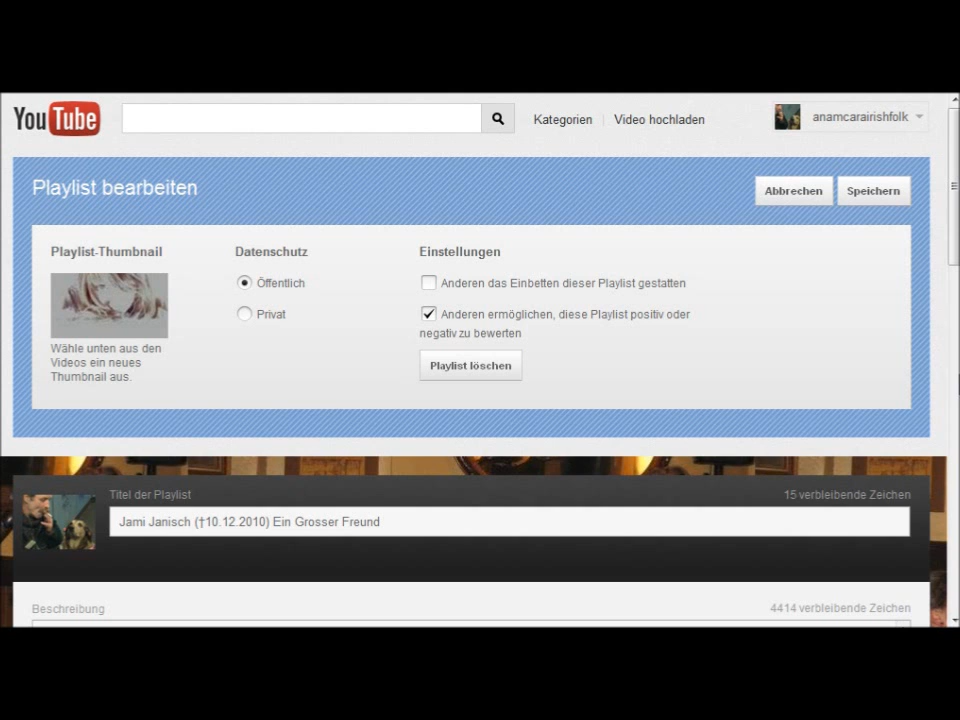 YouTube
Kategorien
Video hochladen
anamcarairishfolk
Playlist bearbeiten
Abbrechen
Speichern
Playlist-Thumbnail
Datenschutz
Einstellungen
Öffentlich
Anderen das Einbetten dieser Playlist gestatten
Privat
Anderen ermöglichen, diese Playlist positiv oder
negativ zu bewerten
Wähle unten aus den
Videos ein neues
Thumbnail aus.
Playlist löschen
Titel der Playlist
15 verbleibende Zeichen
Jami Janisch (†10.12.2010) Ein Grosser Freund
Beschreibung
4414 verbleibende Zeichen